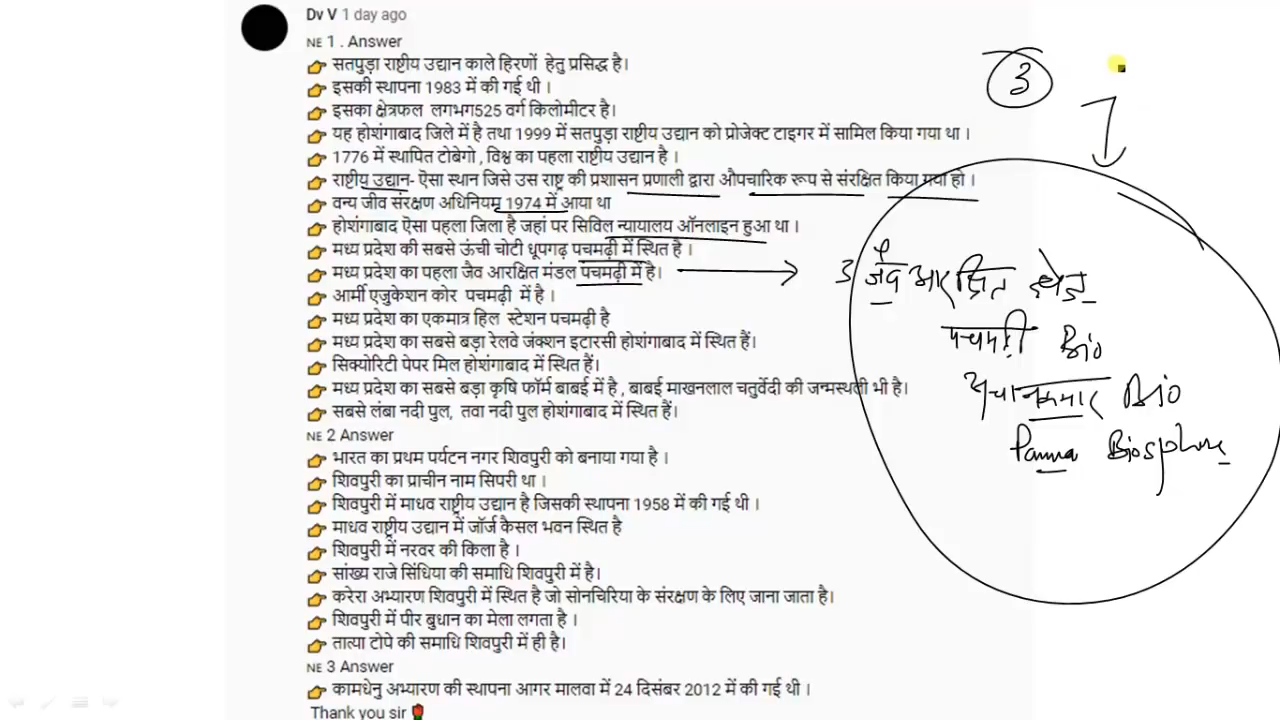 Dv V 1 day ago
NE 1 . Answer
👉 सतपुड़ा राष्टीय उद्यान काले हिरणों हेतु प्रसिद्ध है।
👉 इसकी स्थापना 1983 में की गई थी ।
👉 इसका क्षेत्रफल लगभग525 वर्ग किलोमीटर है।
👉 यह होशंगाबाद जिले में है तथा 1999 में सतपुड़ा राष्टीय उद्यान को प्रोजेक्ट टाइगर में सामिल किया गया था ।
👉 1776 में स्थापित टोबेगो , विश्व का पहला राष्टीय उद्यान है ।
👉 राष्टीय उद्यान- ऎसा स्थान जिसे उस राष्ट्र की प्रशासन प्रणाली द्वारा औपचारिक रूप से संरक्षित किया गया हो ।
👉 वन्य जीव संरक्षण अधिनियम 1974 में आया था
👉 होशंगाबाद ऎसा पहला जिला है जहां पर सिविल न्यायालय ऑनलाइन हुआ था ।
👉 मध्य प्रदेश की सबसे ऊंची चोटी धूपगढ़ पचमढ़ी में स्थित है ।
👉 मध्य प्रदेश का पहला जैव आरक्षित मंडल पचमढ़ी में है।
👉 आर्मी एजुकेशन कोर पचमढ़ी में है ।
👉 मध्य प्रदेश का एकमात्र हिल स्टेशन पचमढ़ी है
👉 मध्य प्रदेश का सबसे बड़ा रेलवे जंक्शन इटारसी होशंगाबाद में स्थित हैं।
👉 सिक्योरिटी पेपर मिल होशंगाबाद में स्थित हैं।
👉 मध्य प्रदेश का सबसे बड़ा कृषि फॉर्म बाबई में है , बाबई माखनलाल चतुर्वेदी की जन्मस्थली भी है।
👉 सबसे लंबा नदी पुल, तवा नदी पुल होशंगाबाद में स्थित हैं।
NE 2 Answer
👉 भारत का प्रथम पर्यटन नगर शिवपुरी को बनाया गया है ।
👉 शिवपुरी का प्राचीन नाम सिपरी था ।
👉 शिवपुरी में माधव राष्ट्रीय उद्यान है जिसकी स्थापना 1958 में की गई थी ।
👉 माधव राष्ट्रीय उद्यान में जॉर्ज कैसल भवन स्थित है
👉 शिवपुरी में नरवर की किला है ।
👉 सांख्य राजे सिंधिया की समाधि शिवपुरी में है।
👉 करेरा अभ्यारण शिवपुरी में स्थित है जो सोनचिरिया के संरक्षण के लिए जाना जाता है।
👉 शिवपुरी में पीर बुधान का मेला लगता है ।
👉 तात्या टोपे की समाधि शिवपुरी में ही है।
NE 3 Answer
👉 कामधेनु अभ्यारण की स्थापना आगर मालवा में 24 दिसंबर 2012 में की गई थी ।
Thank you sir 🌹
3
3 जैव आरक्षित क्षेत्र
पचमढ़ी Bio
अचानकमार Bio
Panna Biosphere